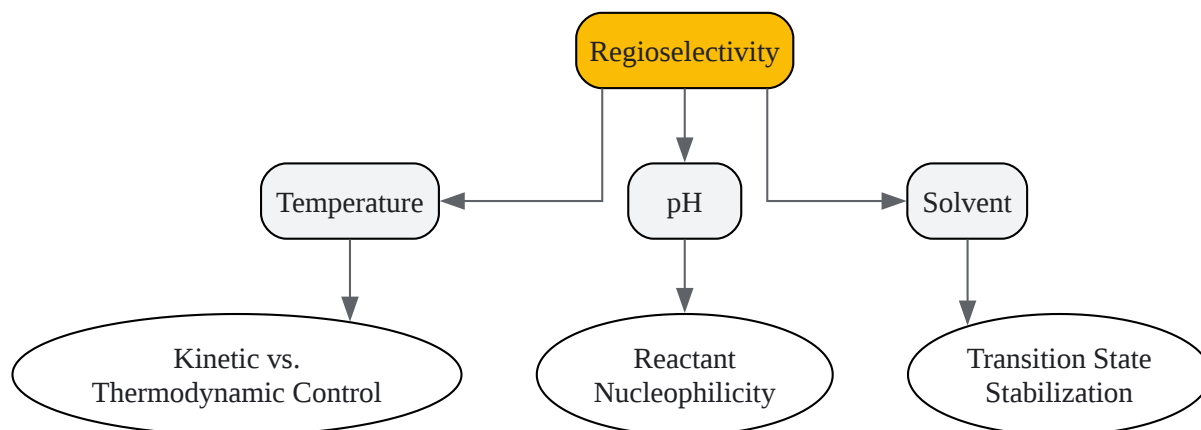 Regioselectivity
Temperature
pH
Solvent
Kinetic vs.
Thermodynamic Control
Reactant
Nucleophilicity
Transition State
Stabilization